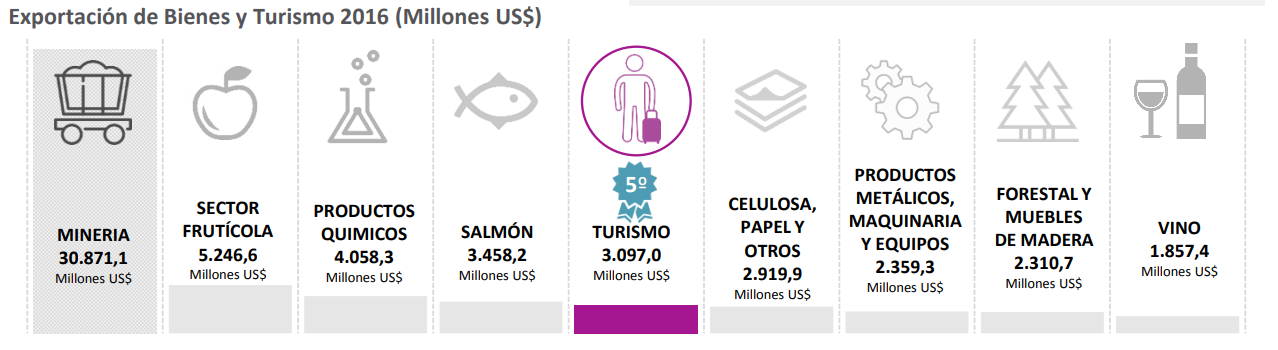 Exportación de Bienes y Turismo 2016 (Millones US$)
MINERIA
30.871,1
Millones US$
SECTOR
FRUTÍCOLA
5.246,6
Millones US$
PRODUCTOS
QUIMICOS
4.058,3
Millones US$
SALMÓN
3.458,2
Millones US$
5º
TURISMO
3.097,0
Millones US$
CELULOSA,
PAPEL Y
OTROS
2.919,9
Millones US$
PRODUCTOS
METÁLICOS,
MAQUINARIA
Y EQUIPOS
2.359,3
Millones US$
FORESTAL Y
MUEBLES
DE MADERA
2.310,7
Millones US$
VINO
1.857,4
Millones US$